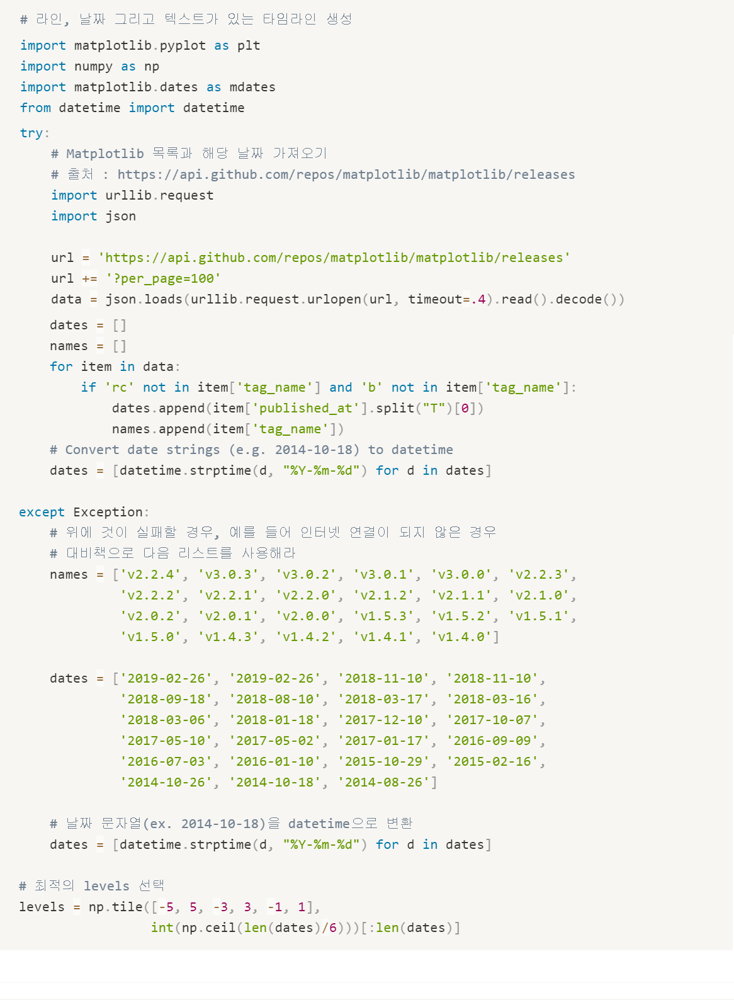 # 라인, 날짜 그리고 텍스트가 있는 타임라인 생성
import matplotlib.pyplot as plt
import numpy as np
import matplotlib.dates as mdates
from datetime import datetime
try:
    # Matplotlib 목록과 해당 날짜 가져오기
    # 출처 : https://api.github.com/repos/matplotlib/matplotlib/releases
    import urllib.request
    import json
    url = 'https://api.github.com/repos/matplotlib/matplotlib/releases'
    url += '?per_page=100'
    data = json.loads(urllib.request.urlopen(url, timeout=.4).read().decode())
    dates = []
    names = []
    for item in data:
        if 'rc' not in item['tag_name'] and 'b' not in item['tag_name']:
            dates.append(item['published_at'].split("T")[0])
            names.append(item['tag_name'])
    # Convert date strings (e.g. 2014-10-18) to datetime
    dates = [datetime.strptime(d, "%Y-%m-%d") for d in dates]
except Exception:
    # 위에 것이 실패할 경우, 예를 들어 인터넷 연결이 되지 않은 경우
    # 대비책으로 다음 리스트를 사용해라
    names = ['v2.2.4', 'v3.0.3', 'v3.0.2', 'v3.0.1', 'v3.0.0', 'v2.2.3',
             'v2.2.2', 'v2.2.1', 'v2.2.0', 'v2.1.2', 'v2.1.1', 'v2.1.0',
             'v2.0.2', 'v2.0.1', 'v2.0.0', 'v1.5.3', 'v1.5.2', 'v1.5.1',
             'v1.5.0', 'v1.4.3', 'v1.4.2', 'v1.4.1', 'v1.4.0']
    dates = ['2019-02-26', '2019-02-26', '2018-11-10', '2018-11-10',
             '2018-09-18', '2018-08-10', '2018-03-17', '2018-03-16',
             '2018-03-06', '2018-01-18', '2017-12-10', '2017-10-07',
             '2017-05-10', '2017-05-02', '2017-01-17', '2016-09-09',
             '2016-07-03', '2016-01-10', '2015-10-29', '2015-02-16',
             '2014-10-26', '2014-10-18', '2014-08-26']
    # 날짜 문자열(ex. 2014-10-18)을 datetime으로 변환
    dates = [datetime.strptime(d, "%Y-%m-%d") for d in dates]
# 최적의 levels 선택
levels = np.tile([-5, 5, -3, 3, -1, 1],
                 int(np.ceil(len(dates)/6)))[:len(dates)]